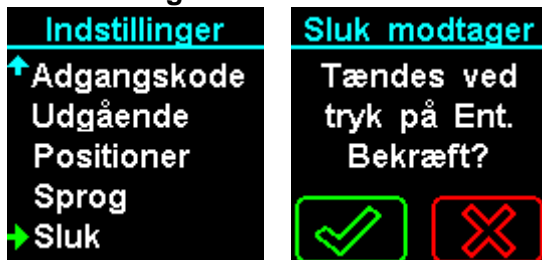 Indstillinger
Adgangskode
Udgående
Positioner
Sprog
Sluk
Sluk modtager
Tændes ved
tryk på Ent.
Bekræft?